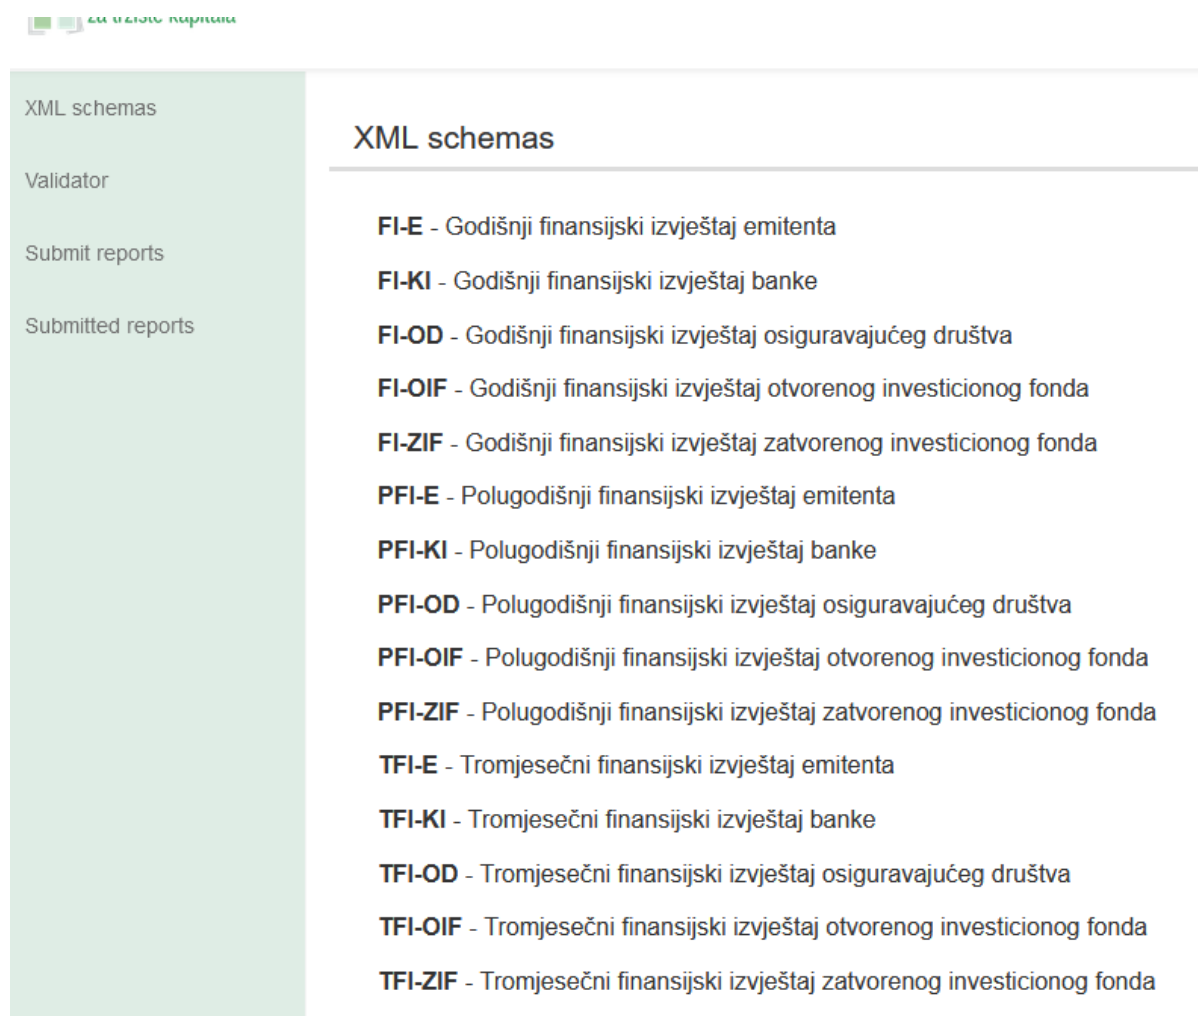 za tržište kapitala
XML schemas
Validator
Submit reports
Submitted reports
XML schemas
FI-E - Godišnji finansijski izvještaj emitenta
FI-KI - Godišnji finansijski izvještaj banke
FI-OD - Godišnji finansijski izvještaj osiguravajućeg društva
FI-OIF - Godišnji finansijski izvještaj otvorenog investicionog fonda
FI-ZIF - Godišnji finansijski izvještaj zatvorenog investicionog fonda
PFI-E - Polugodišnji finansijski izvještaj emitenta
PFI-KI - Polugodišnji finansijski izvještaj banke
PFI-OD - Polugodišnji finansijski izvještaj osiguravajućeg društva
PFI-OIF - Polugodišnji finansijski izvještaj otvorenog investicionog fonda
PFI-ZIF - Polugodišnji finansijski izvještaj zatvorenog investicionog fonda
TFI-E - Tromjesečni finansijski izvještaj emitenta
TFI-KI - Tromjesečni finansijski izvještaj banke
TFI-OD - Tromjesečni finansijski izvještaj osiguravajućeg društva
TFI-OIF - Tromjesečni finansijski izvještaj otvorenog investicionog fonda
TFI-ZIF - Tromjesečni finansijski izvještaj zatvorenog investicionog fonda